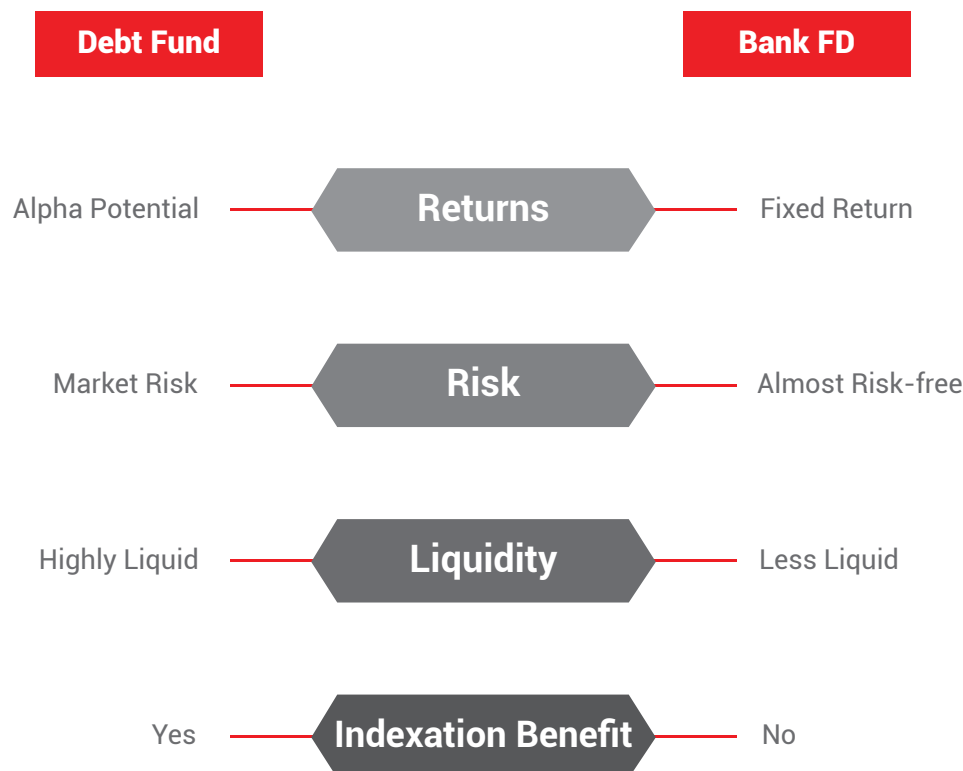 Debt Fund
Bank FD
Alpha Potential
Returns
Fixed Return
Market Risk
Risk
Almost Risk-free
Highly Liquid
Liquidity
Less Liquid
Yes
Indexation Benefit
No